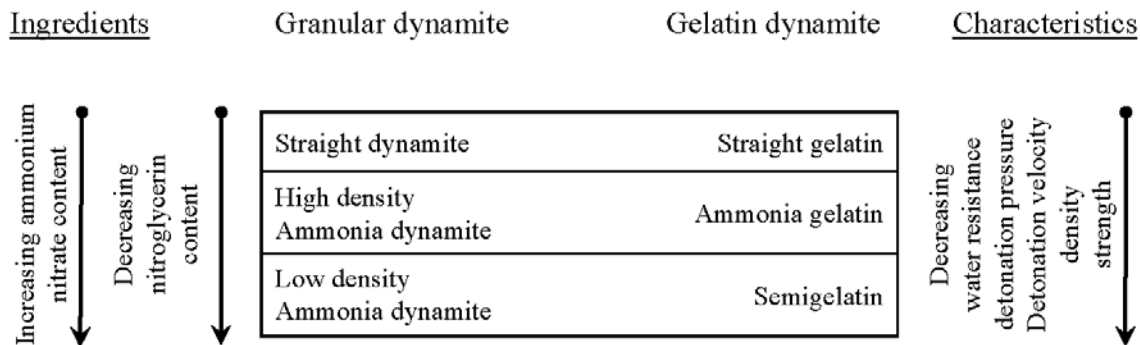 Ingredients
Granular dynamite
Gelatin dynamite
Characteristics
Increasing ammonium
nitrate content
Decreasing
nitroglycerin
content
Straight dynamite
Straight gelatin
High density
Ammonia dynamite
Ammonia gelatin
Low density
Ammonia dynamite
Semigelatin
Decreasing
water resistance
detonation pressure
Detonation velocity
density
strength